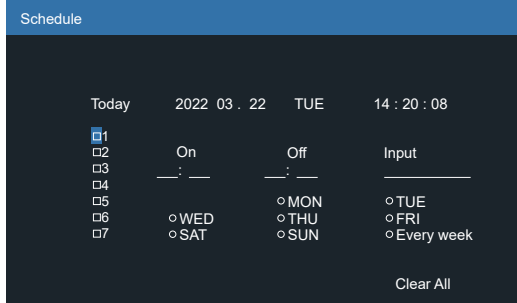 Schedule
Today 2022 03 . 22 TUE 14 : 20 : 08
1
2 On Off Input
3 __: __ __: __ ________
4
5 MON TUE
6 WED THU FRI
7 SAT SUN Every week
Clear All